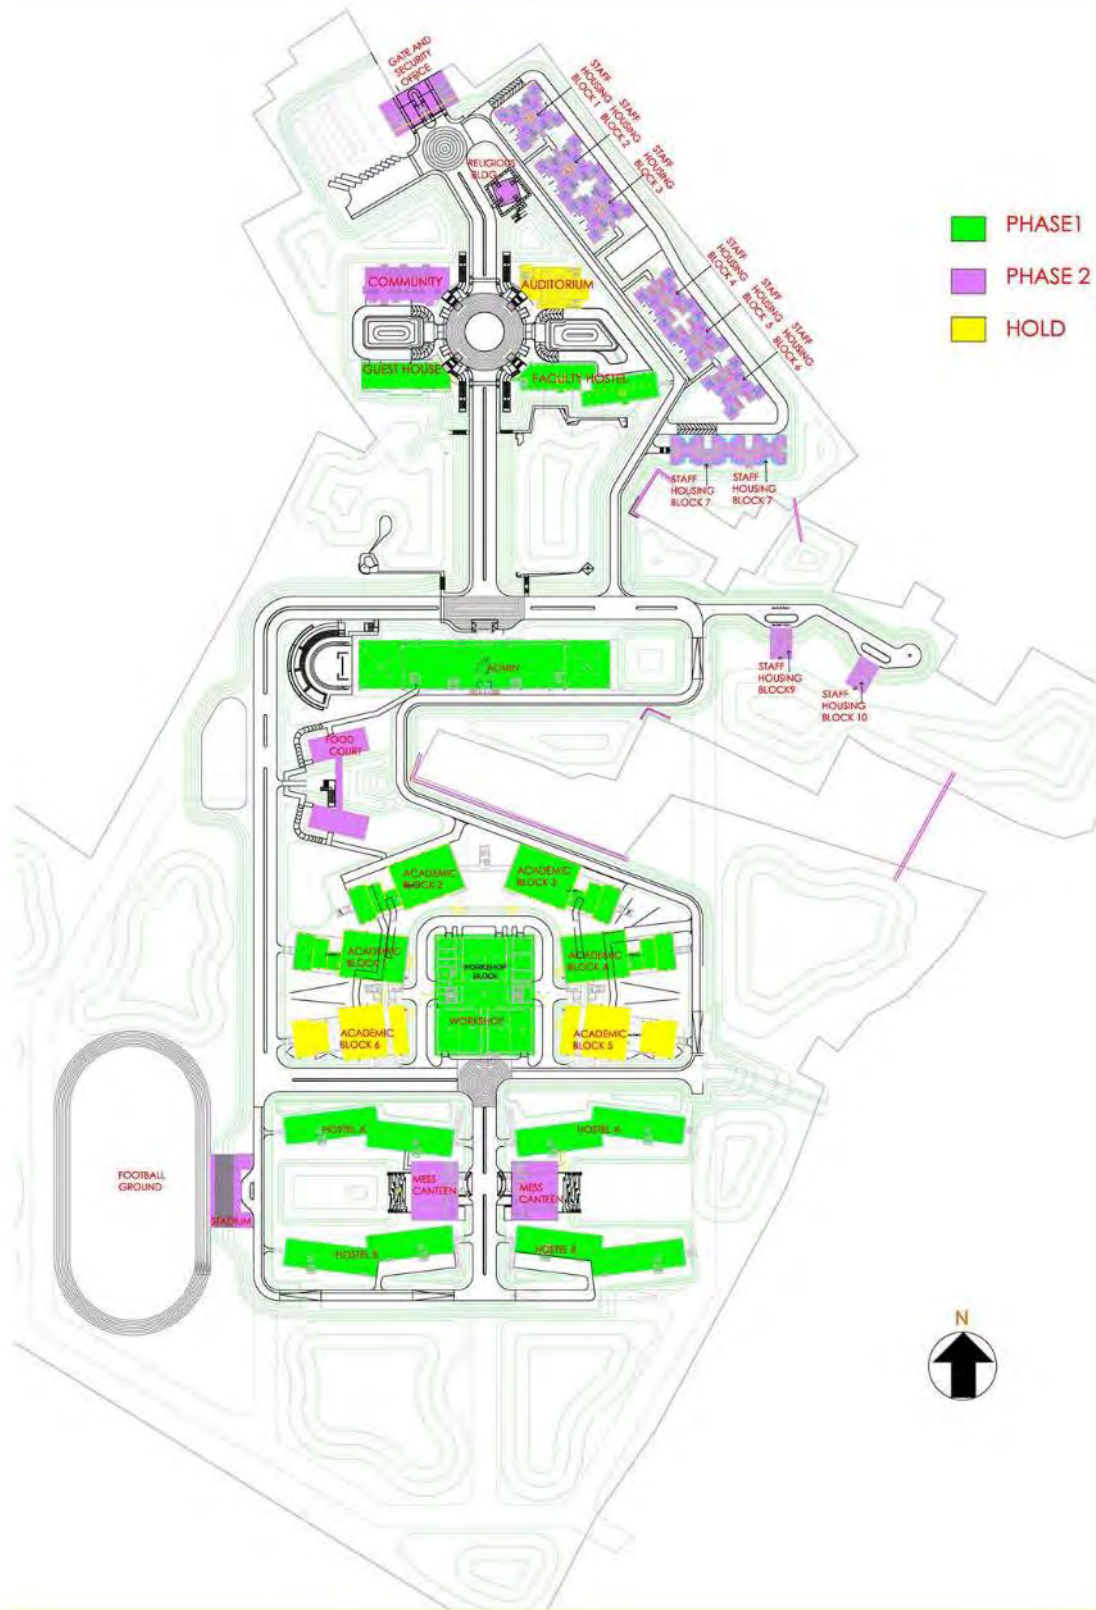 GATE AND
SECURITY
OFFICE
STAFF
HOUSING
BLOCK 1
STAFF
HOUSING
BLOCK 2
STAFF
HOUSING
BLOCK 3
RELIGIOUS
BLDG
PHASE1
PHASE 2
HOLD
COMMUNITY
AUDITORIUM
STAFF
HOUSING
BLOCK 4
STAFF
HOUSING
BLOCK 5
STAFF
HOUSING
BLOCK 6
GUEST HOUSE
FACULTY HOSTEL
STAFF
HOUSING
BLOCK 7
STAFF
HOUSING
BLOCK 7
ADMIN
STAFF
HOUSING
BLOCK9
STAFF
HOUSING
BLOCK 10
FOOD
COURT
ACADEMIC
BLOCK 2
ACADEMIC
BLOCK 3
ACADEMIC
BLOCK
WORKSHOP
BLOCK
ACADEMIC
BLOCK 4
ACADEMIC
BLOCK 6
WORKSHOP
ACADEMIC
BLOCK 5
HOSTEL A
HOSTEL A
FOOTBALL
GROUND
MESS
CANTEEN
MESS
CANTEEN
STADIUM
HOSTEL B
HOSTEL B
N